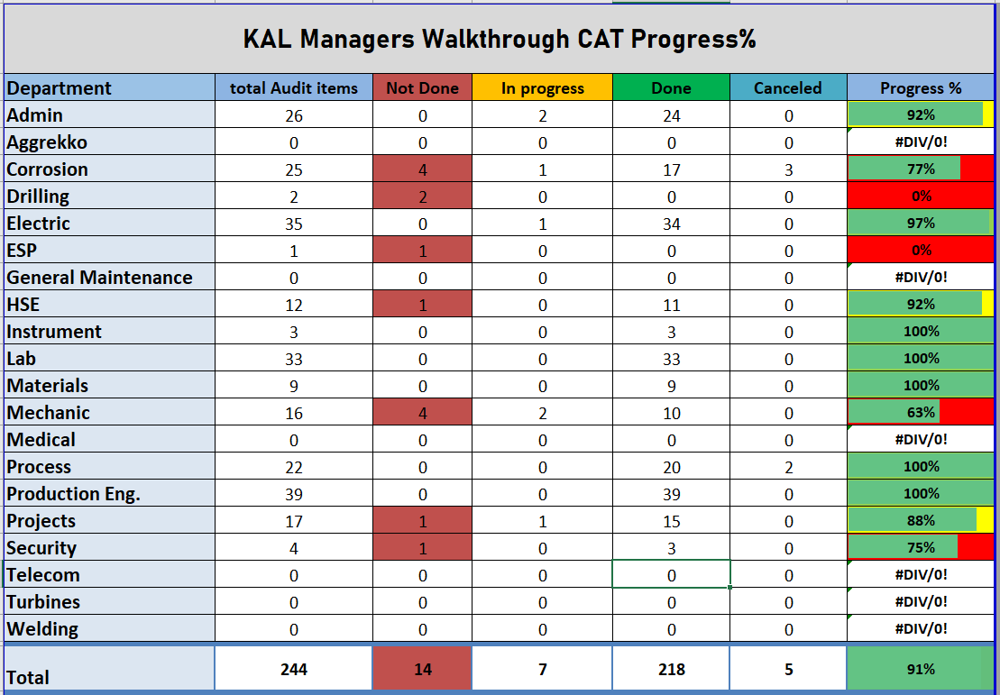 KAL Managers Walkthrough CAT Progress%
Department total Audit items Not Done In progress Done Canceled Progress %
Admin 26 0 2 24 0 92%
Aggrekko 0 0 0 0 0 #DIV/0!
Corrosion 25 4 1 17 3 77%
Drilling 2 2 0 0 0 0%
Electric 35 0 1 34 0 97%
ESP 1 1 0 0 0 0%
General Maintenance 0 0 0 0 0 #DIV/0!
HSE 12 1 0 11 0 92%
Instrument 3 0 0 3 0 100%
Lab 33 0 0 33 0 100%
Materials 9 0 0 9 0 100%
Mechanic 16 4 2 10 0 63%
Medical 0 0 0 0 0 #DIV/0!
Process 22 0 0 20 2 100%
Production Eng. 39 0 0 39 0 100%
Projects 17 1 1 15 0 88%
Security 4 1 0 3 0 75%
Telecom 0 0 0 0 0 #DIV/0!
Turbines 0 0 0 0 0 #DIV/0!
Welding 0 0 0 0 0 #DIV/0!
Total 244 14 7 218 5 91%